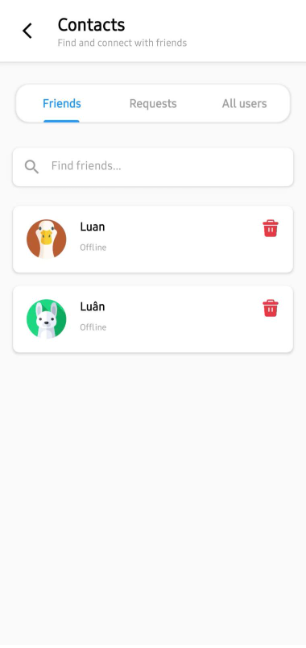 Contacts
Find and connect with friends
Friends Requests All users
Find friends...
Luan
Offline
Luân
Offline